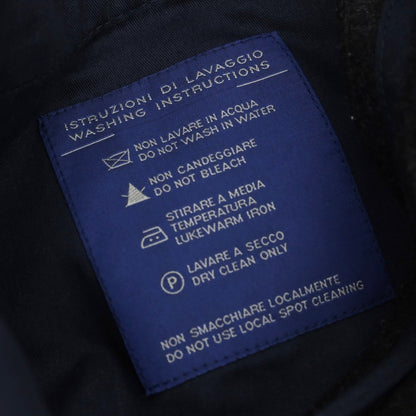 ISTRUZIONI DI LAVAGGIO
WASHING INSTRUCTIONS
NON LAVARE IN ACQUA
DO NOT WASH IN WATER
NON CANDEGGIARE
DO NOT BLEACH
STIRARE A MEDIA
TEMPERATURA
LUKEWARM IRON
P
LAVARE A SECCO
DRY CLEAN ONLY
NON SMACCHIARE LOCALMENTE
DO NOT USE LOCAL SPOT CLEANING